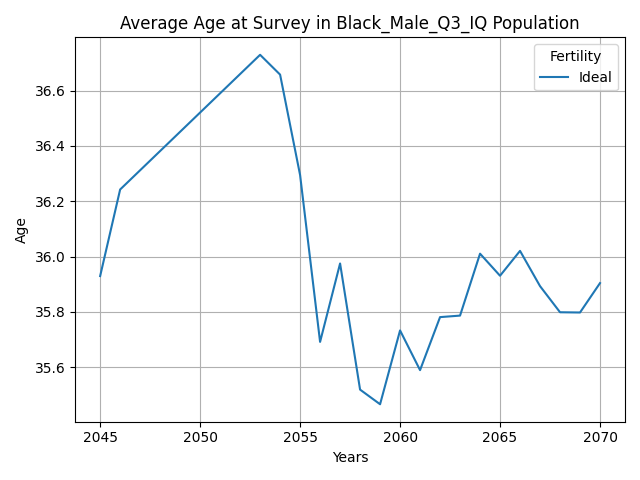 Average Age at Survey in Black_Male_Q3_IQ Population
Fertility
Ideal
36.6
36.4
36.2
36.0
35.8
35.6
Age
2045 2050 2055 2060 2065 2070
Years